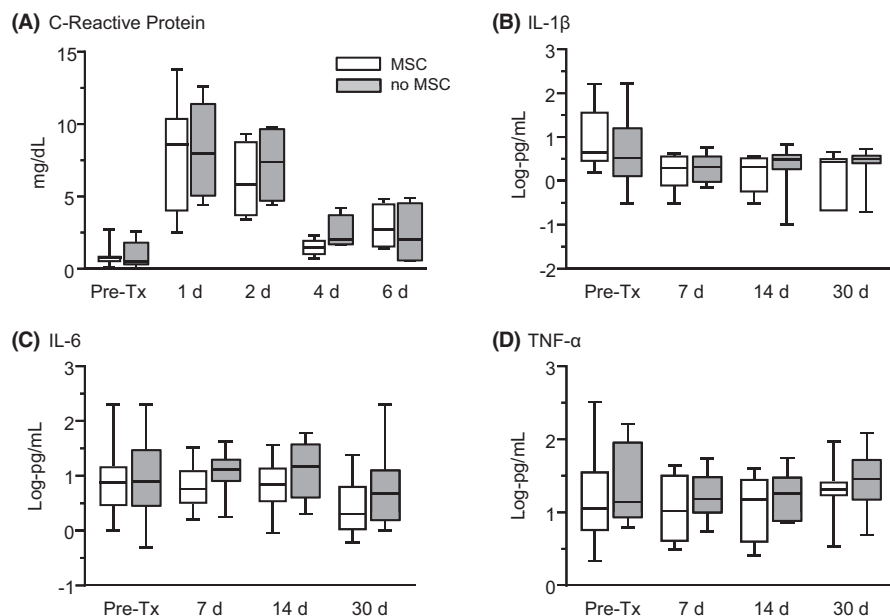 (A) C-Reactive Protein
15
10
5
0
mg/dL
MSC
no MSC
Pre-Tx 1 d 2 d 4 d 6 d
(B) IL-1β
3
2
1
0
-1
-2
Log-pg/mL
Pre-Tx 7 d 14 d 30 d
(C) IL-6
3
2
1
0
-1
Log-pg/mL
Pre-Tx 7 d 14 d 30 d
(D) TNF-α
3
2
1
0
Log-pg/mL
Pre-Tx 7 d 14 d 30 d